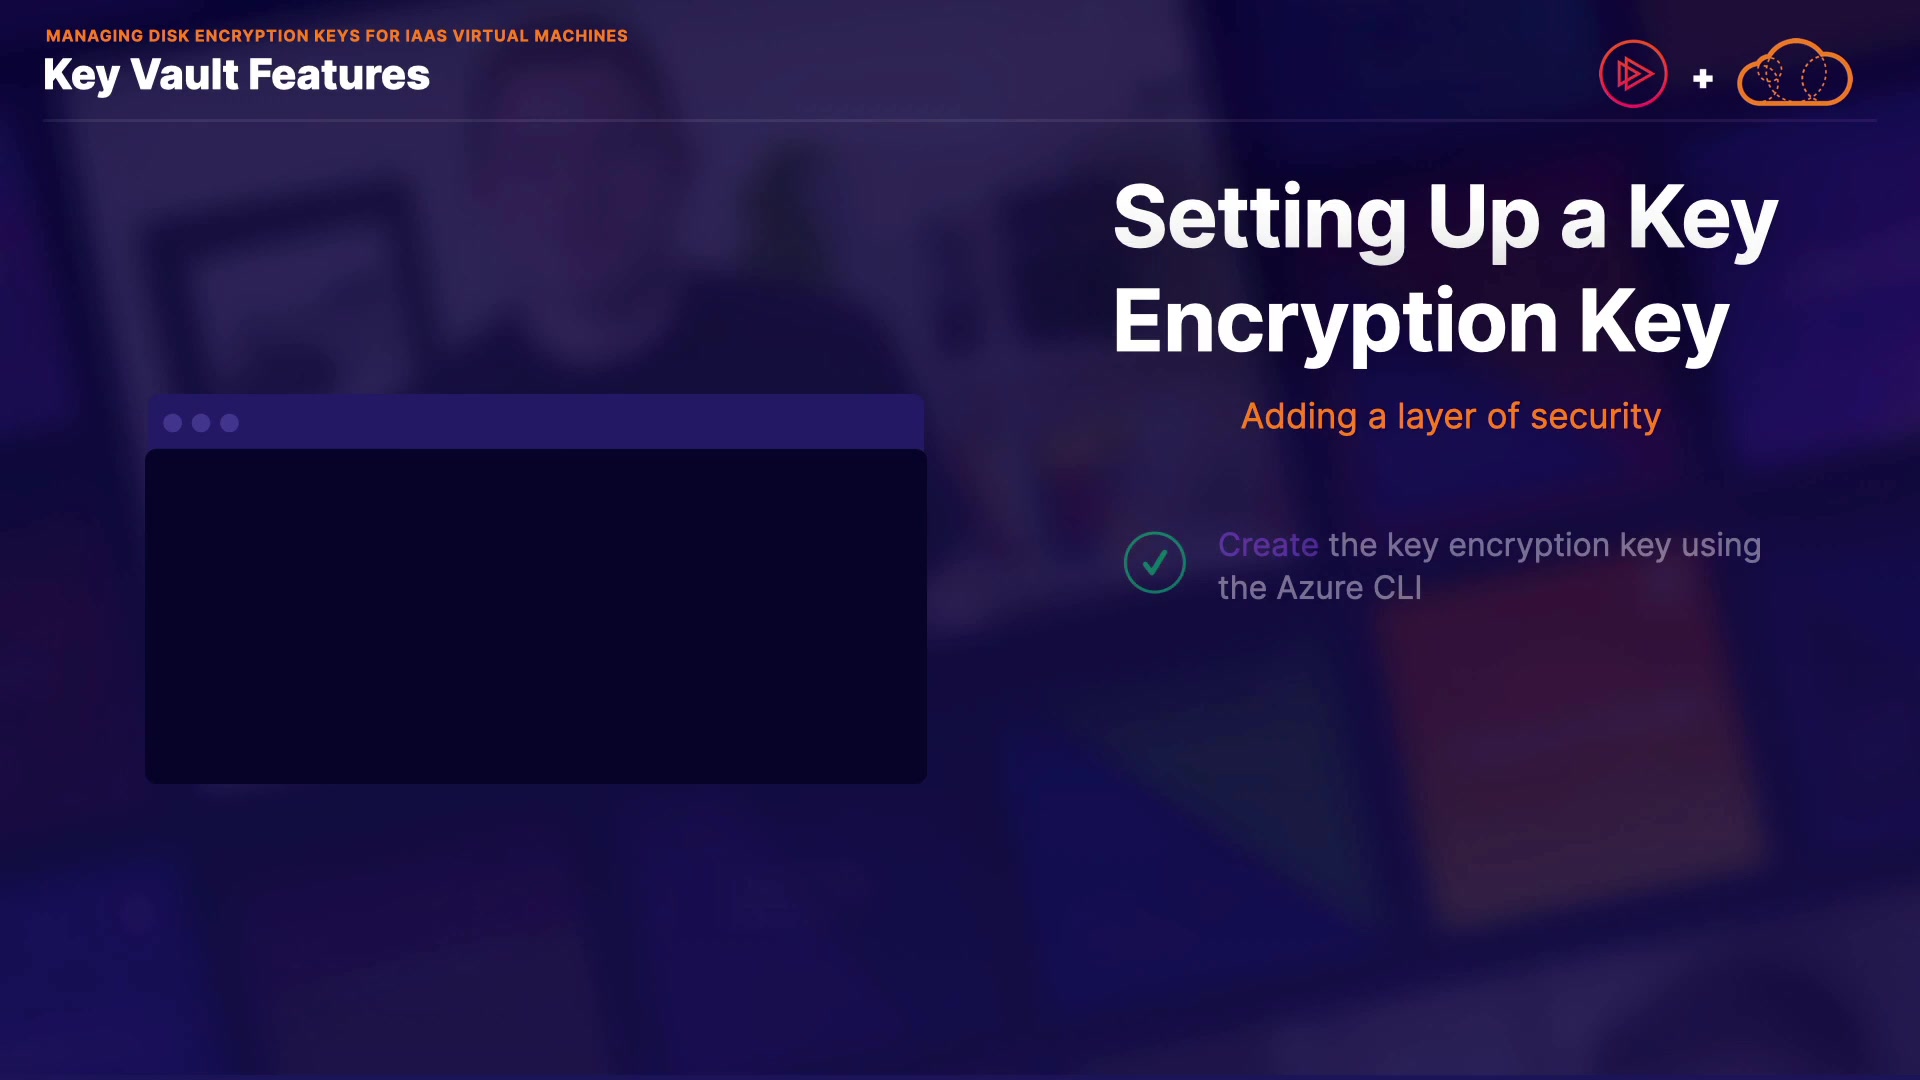 MANAGING DISK ENCRYPTION KEYS FOR IAAS VIRTUAL MACHINES
Key Vault Features
+
Setting Up a Key
Encryption Key
Adding a layer of security
Create the key encryption key using
the Azure CLI